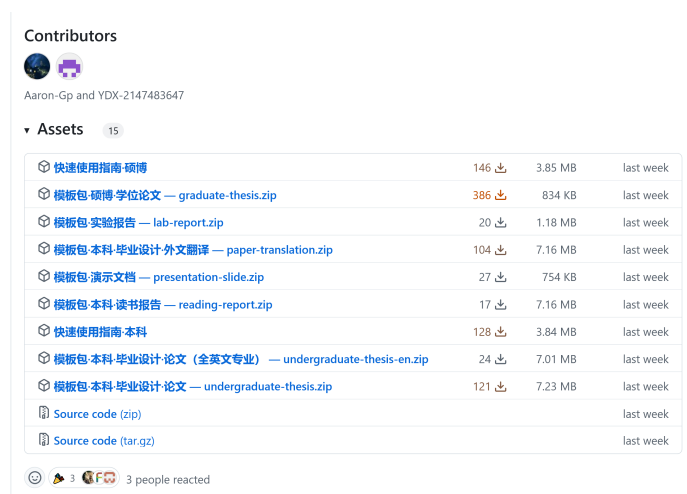 Contributors
Aaron-Gp and YDX-2147483647
Assets 15
快速使用指南·硕博 146 3.85 MB last week
模板包·硕博·学位论文 — graduate-thesis.zip 386 834 KB last week
模板包·实验报告 — lab-report.zip 20 1.18 MB last week
模板包·本科·毕业设计·外文翻译 — paper-translation.zip 104 7.16 MB last week
模板包·演示文档 — presentation-slide.zip 27 754 KB last week
模板包·本科·读书报告 — reading-report.zip 17 7.16 MB last week
快速使用指南·本科 128 3.84 MB last week
模板包·本科·毕业设计·论文（全英文专业） — undergraduate-thesis-en.zip 24 7.01 MB last week
模板包·本科·毕业设计·论文 — undergraduate-thesis.zip 121 7.23 MB last week
Source code (zip) last week
Source code (tar.gz) last week
3 3 people reacted